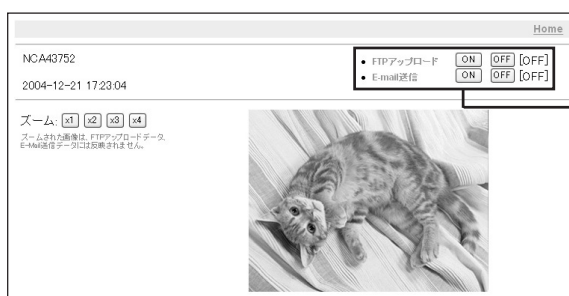 Home
NCA43752
• FTPアップロード ON OFF [OFF]
2004-12-21 17:23:04
• E-mail送信 ON OFF [OFF]
ズーム: x1 x2 x3 x4
ズームされた画像は、FTPアップロードデータ、
E-Mail送信データには反映されません。